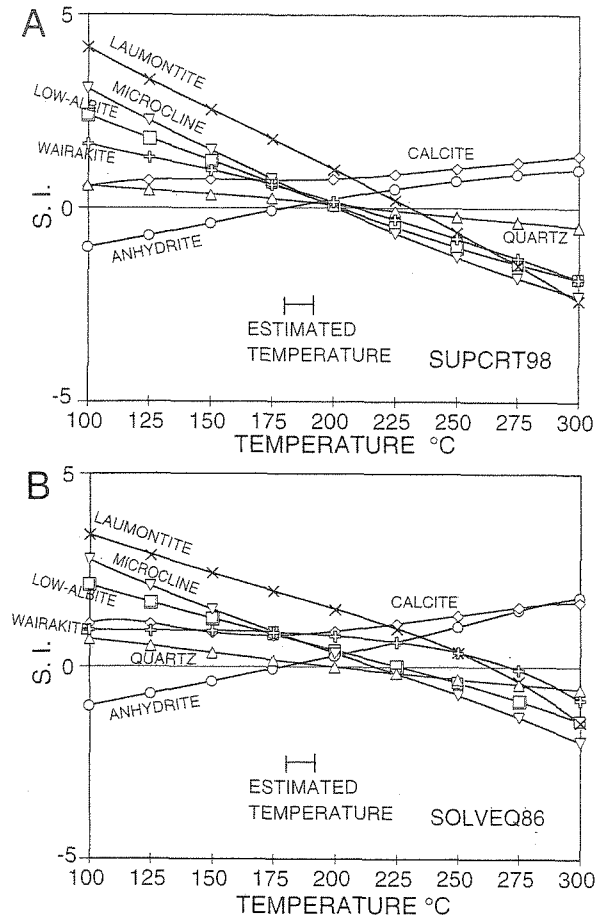 A
5
LAUMONTITE
MICROCLINE
LOW-ALBITE
WAIRAKITE
CALCITE
S. I.
0
QUARTZ
ANHYDRITE
ESTIMATED
TEMPERATURE
SUPCRT98
-5
100 125 150 175 200 225 250 275 300
TEMPERATURE °C
B
5
LAUMONTITE
MICROCLINE
LOW-ALBITE
CALCITE
WAIRAKITE
QUARTZ
S. I.
0
ANHYDRITE
ESTIMATED
TEMPERATURE
SOLVEQ86
-5
100 125 150 175 200 225 250 275 300
TEMPERATURE °C